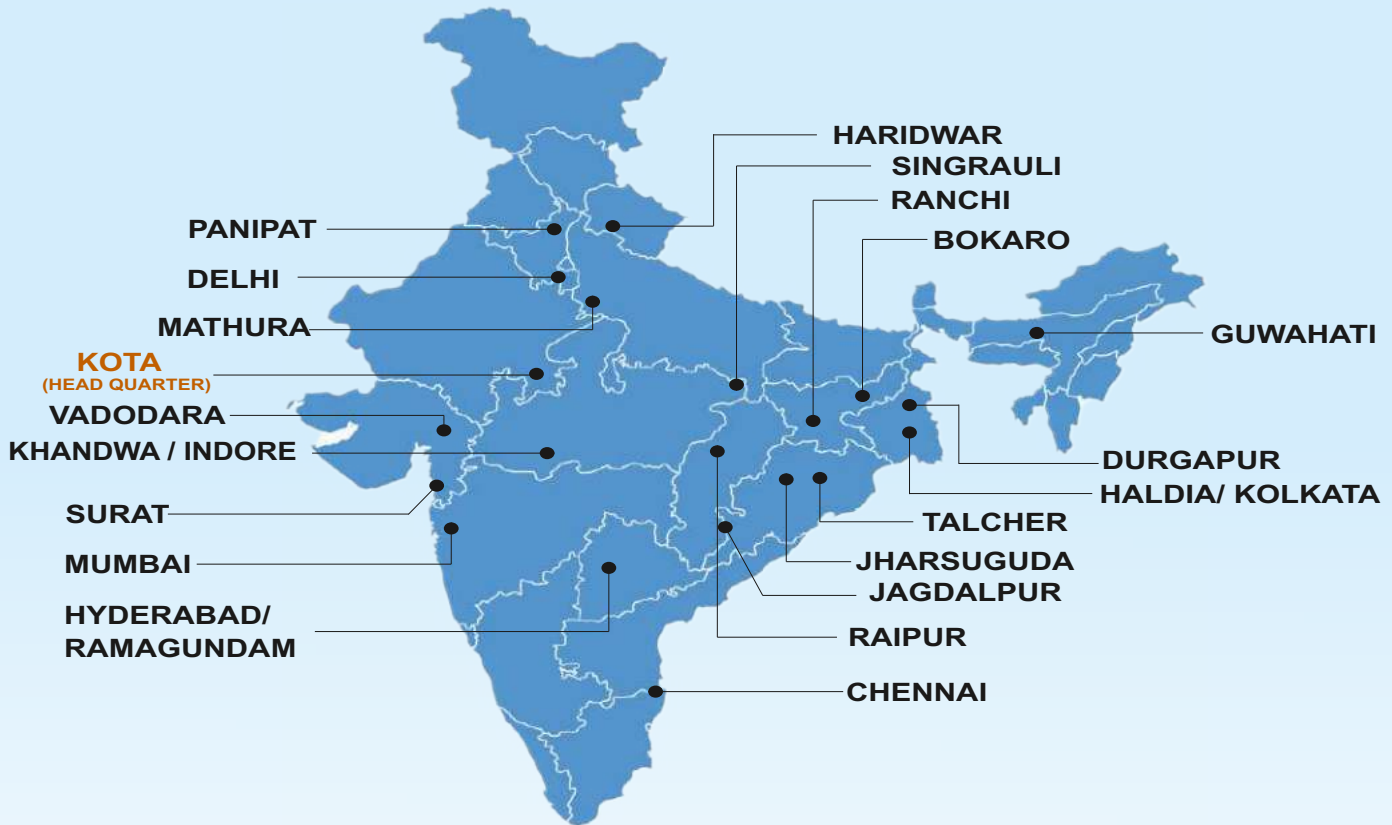 HARIDWAR
SINGRAULI
RANCHI
PANIPAT
BOKARO
DELHI
MATHURA
GUWAHATI
KOTA
(HEAD QUARTER)
VADODARA
KHANDWA / INDORE
DURGAPUR
HALDIA/ KOLKATA
SURAT
TALCHER
MUMBAI
JHARSUGUDA
JAGDALPUR
HYDERABAD/
RAMAGUNDAM
RAIPUR
CHENNAI